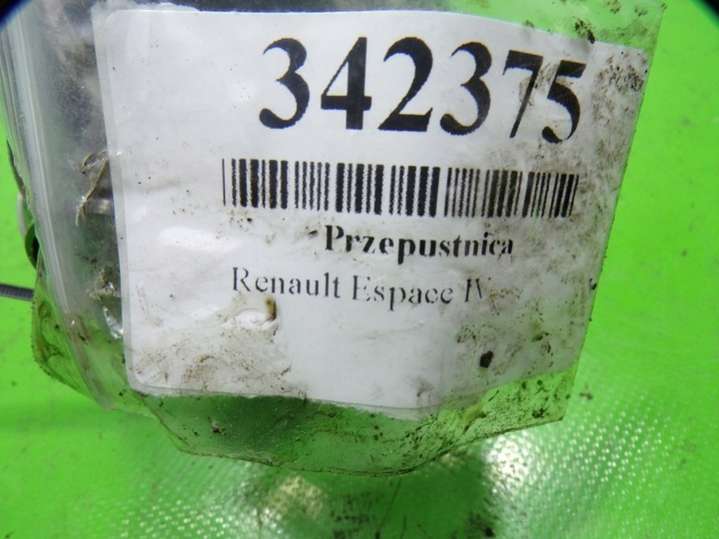 342375
Przepustnica
Renault Espace IV